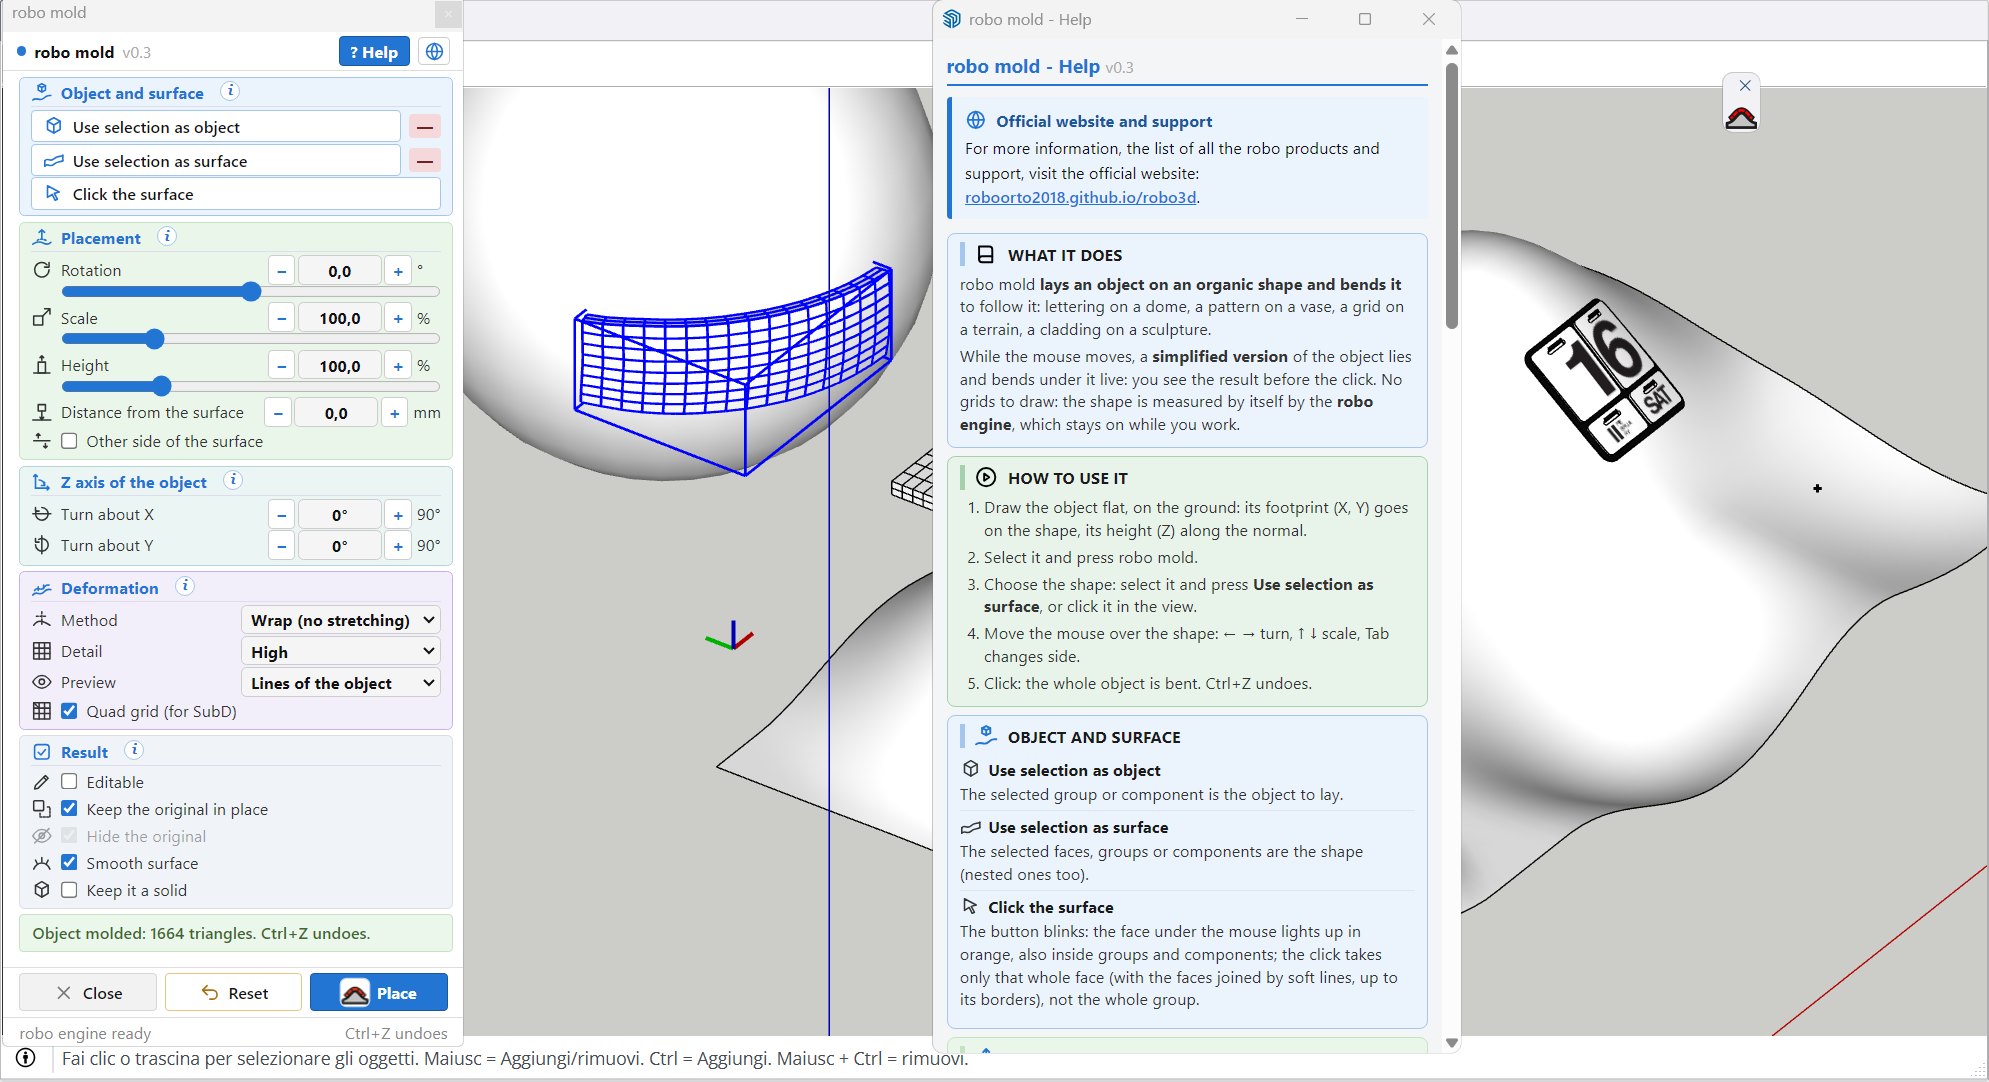 robo mold
robo mold v0.3
? Help
Object and surface
Use selection as object
Use selection as surface
Click the surface
Placement
Rotation
− 0,0 + °
Scale
− 100,0 + %
Height
− 100,0 + %
Distance from the surface
− 0,0 + mm
Other side of the surface
Z axis of the object
Turn about X
− 0° + 90°
Turn about Y
− 0° + 90°
Deformation
Method
Wrap (no stretching)
Detail
High
Preview
Lines of the object
Quad grid (for SubD)
Result
Editable
Keep the original in place
Hide the original
Smooth surface
Keep it a solid
Object molded: 1664 triangles. Ctrl+Z undoes.
Close
Reset
Place
robo engine ready
Ctrl+Z undoes
robo mold - Help
robo mold - Help v0.3
Official website and support
For more information, the list of all the robo products and
support, visit the official website:
roboorto2018.github.io/robo3d.
WHAT IT DOES
robo mold lays an object on an organic shape and bends it
to follow it: lettering on a dome, a pattern on a vase, a grid on
a terrain, a cladding on a sculpture.
While the mouse moves, a simplified version of the object lies
and bends under it live: you see the result before the click. No
grids to draw: the shape is measured by itself by the robo
engine, which stays on while you work.
HOW TO USE IT
1. Draw the object flat, on the ground: its footprint (X, Y) goes
on the shape, its height (Z) along the normal.
2. Select it and press robo mold.
3. Choose the shape: select it and press Use selection as
surface, or click it in the view.
4. Move the mouse over the shape: ← → turn, ↑ ↓ scale, Tab
changes side.
5. Click: the whole object is bent. Ctrl+Z undoes.
OBJECT AND SURFACE
Use selection as object
The selected group or component is the object to lay.
Use selection as surface
The selected faces, groups or components are the shape
(nested ones too).
Click the surface
The button blinks: the face under the mouse lights up in
orange, also inside groups and components; the click takes
only that whole face (with the faces joined by soft lines, up to
its borders), not the whole group.
16
SAT
Fai clic o trascina per selezionare gli oggetti. Maiusc = Aggiungi/rimuovi. Ctrl = Aggiungi. Maiusc + Ctrl = rimuovi.